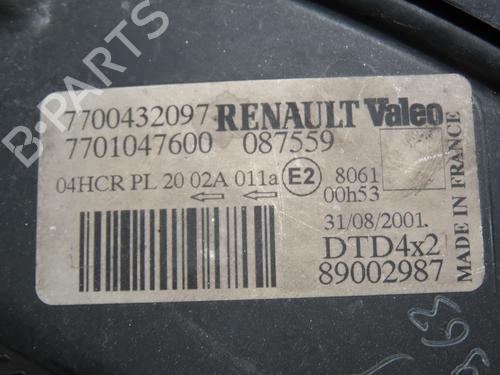 7700432097 RENAULT Valeo
7701047600 087559
04HCR PL 20 02A 011a E2 8061
00h53
31/08/2001.
DTD4x2
89002987
MADE IN FRANCE
B-PARTS